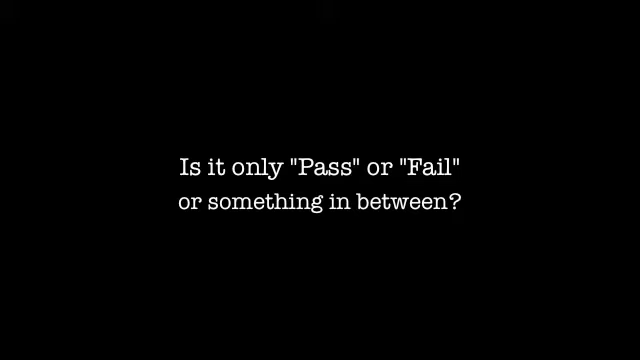 Is it only "Pass" or "Fail"
or something in between?